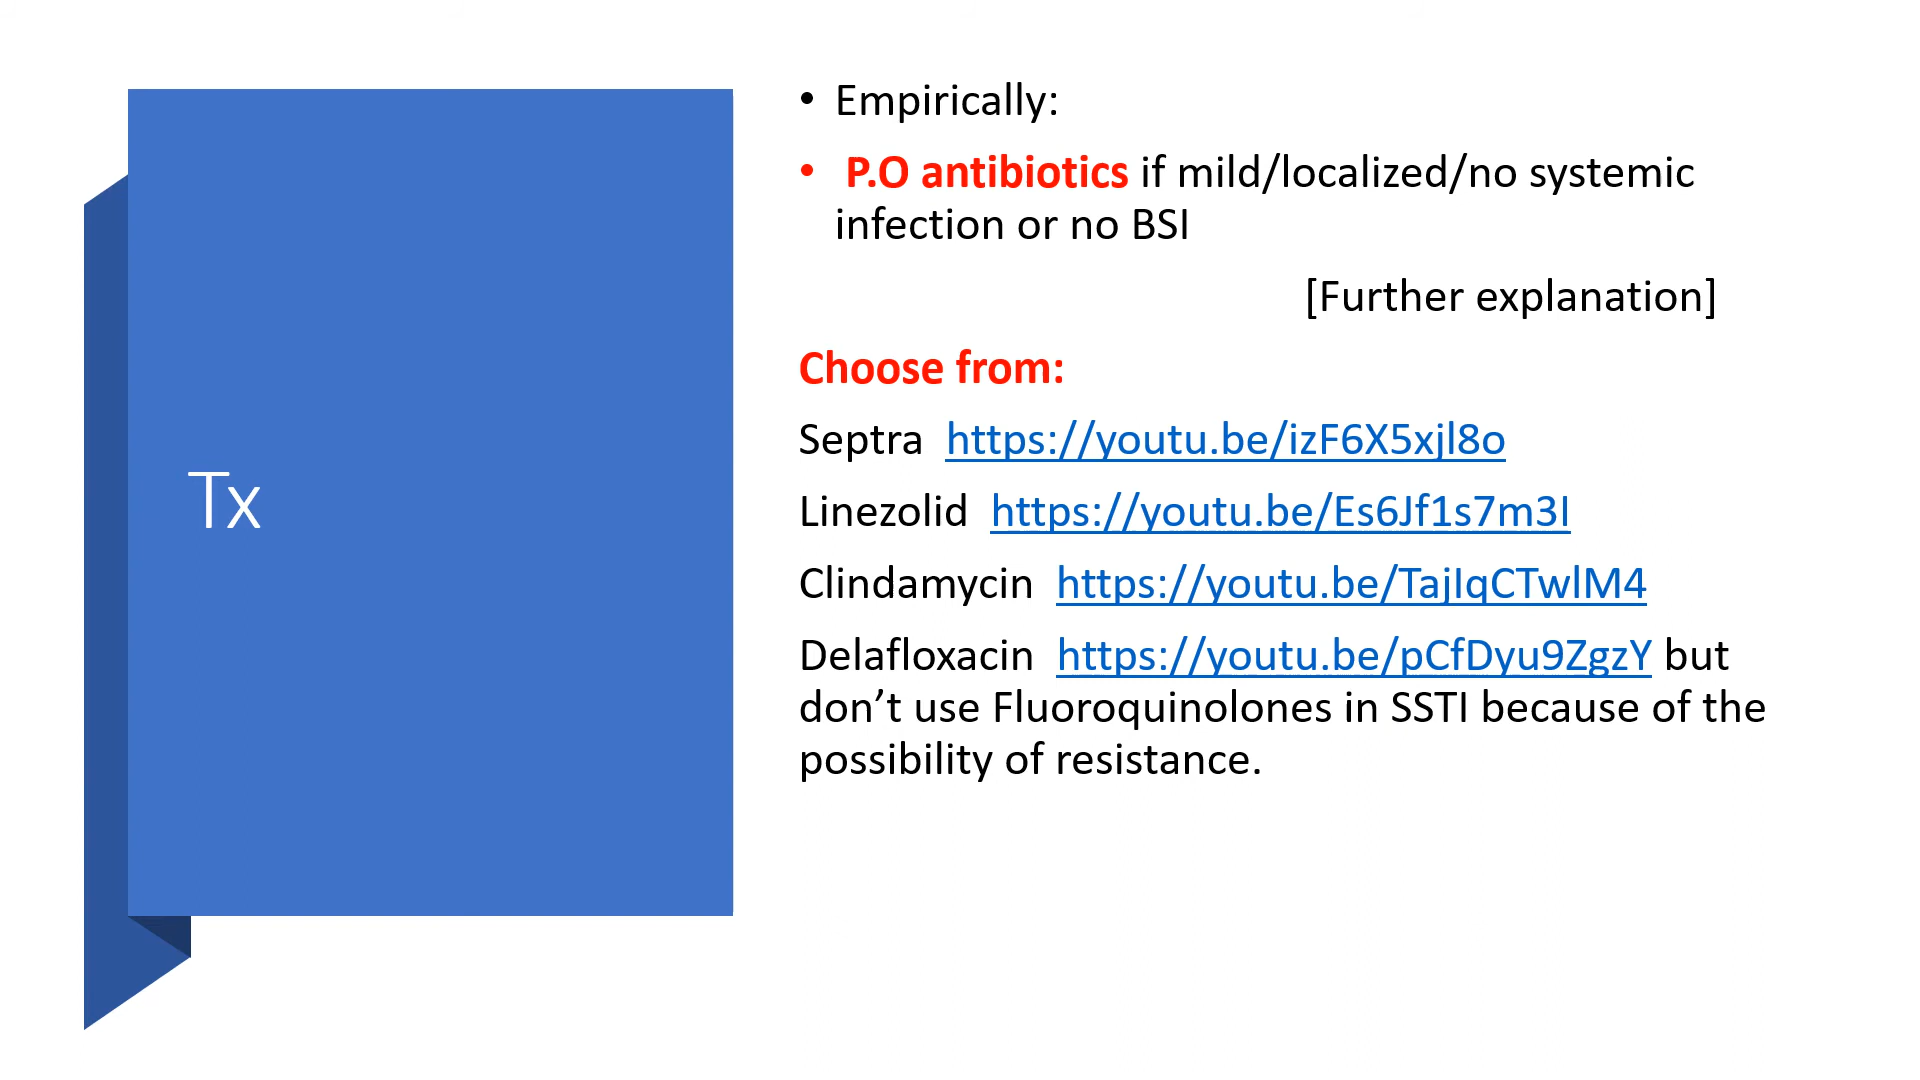 Tx
• Empirically:
• P.O antibiotics if mild/localized/no systemic
infection or no BSI
[Further explanation]
Choose from:
Septra https://youtu.be/izF6X5xjl8o
Linezolid https://youtu.be/Es6Jf1s7m3I
Clindamycin https://youtu.be/TajIqCTwlM4
Delafloxacin https://youtu.be/pCfDyu9ZgzY but
don’t use Fluoroquinolones in SSTI because of the
possibility of resistance.